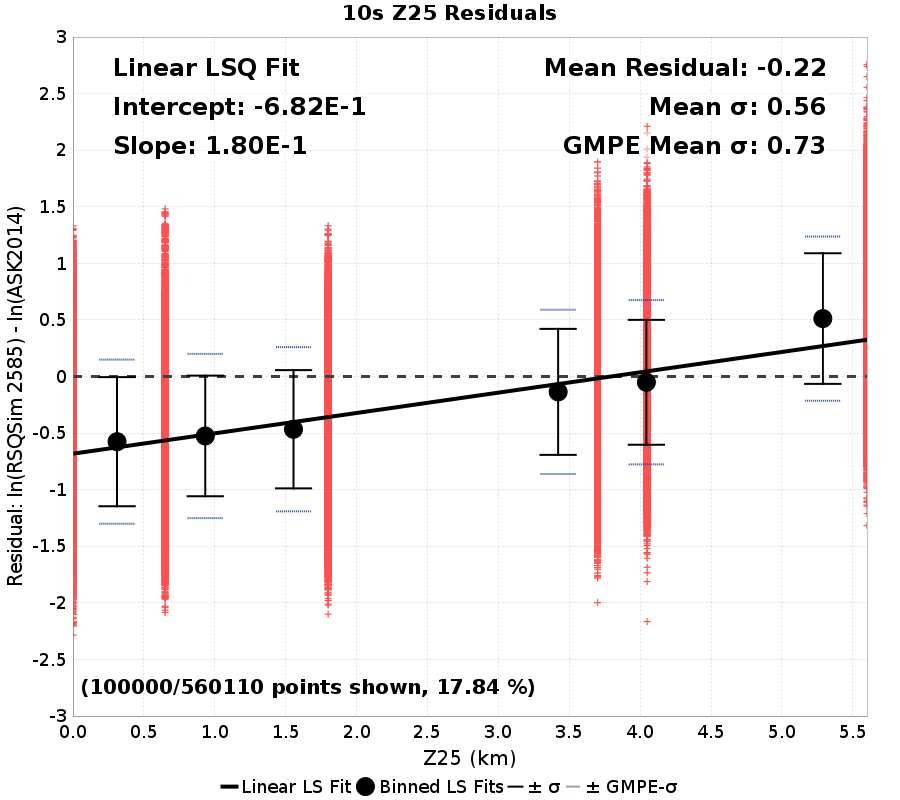 10s Z25 Residuals
Linear LSQ Fit
Intercept: -6.82E-1
Slope: 1.80E-1
Mean Residual: -0.22
Mean σ: 0.56
GMPE Mean σ: 0.73
Residual: ln(RSQSim 2585) - ln(ASK2014)
3
2.5
2
1.5
1
0.5
0
-0.5
-1
-1.5
-2
-2.5
-3
(100000/560110 points shown, 17.84 %)
0.0 0.5 1.0 1.5 2.0 2.5 3.0 3.5 4.0 4.5 5.0 5.5
Z25 (km)
Linear LS Fit Binned LS Fits ± σ ± GMPE-σ